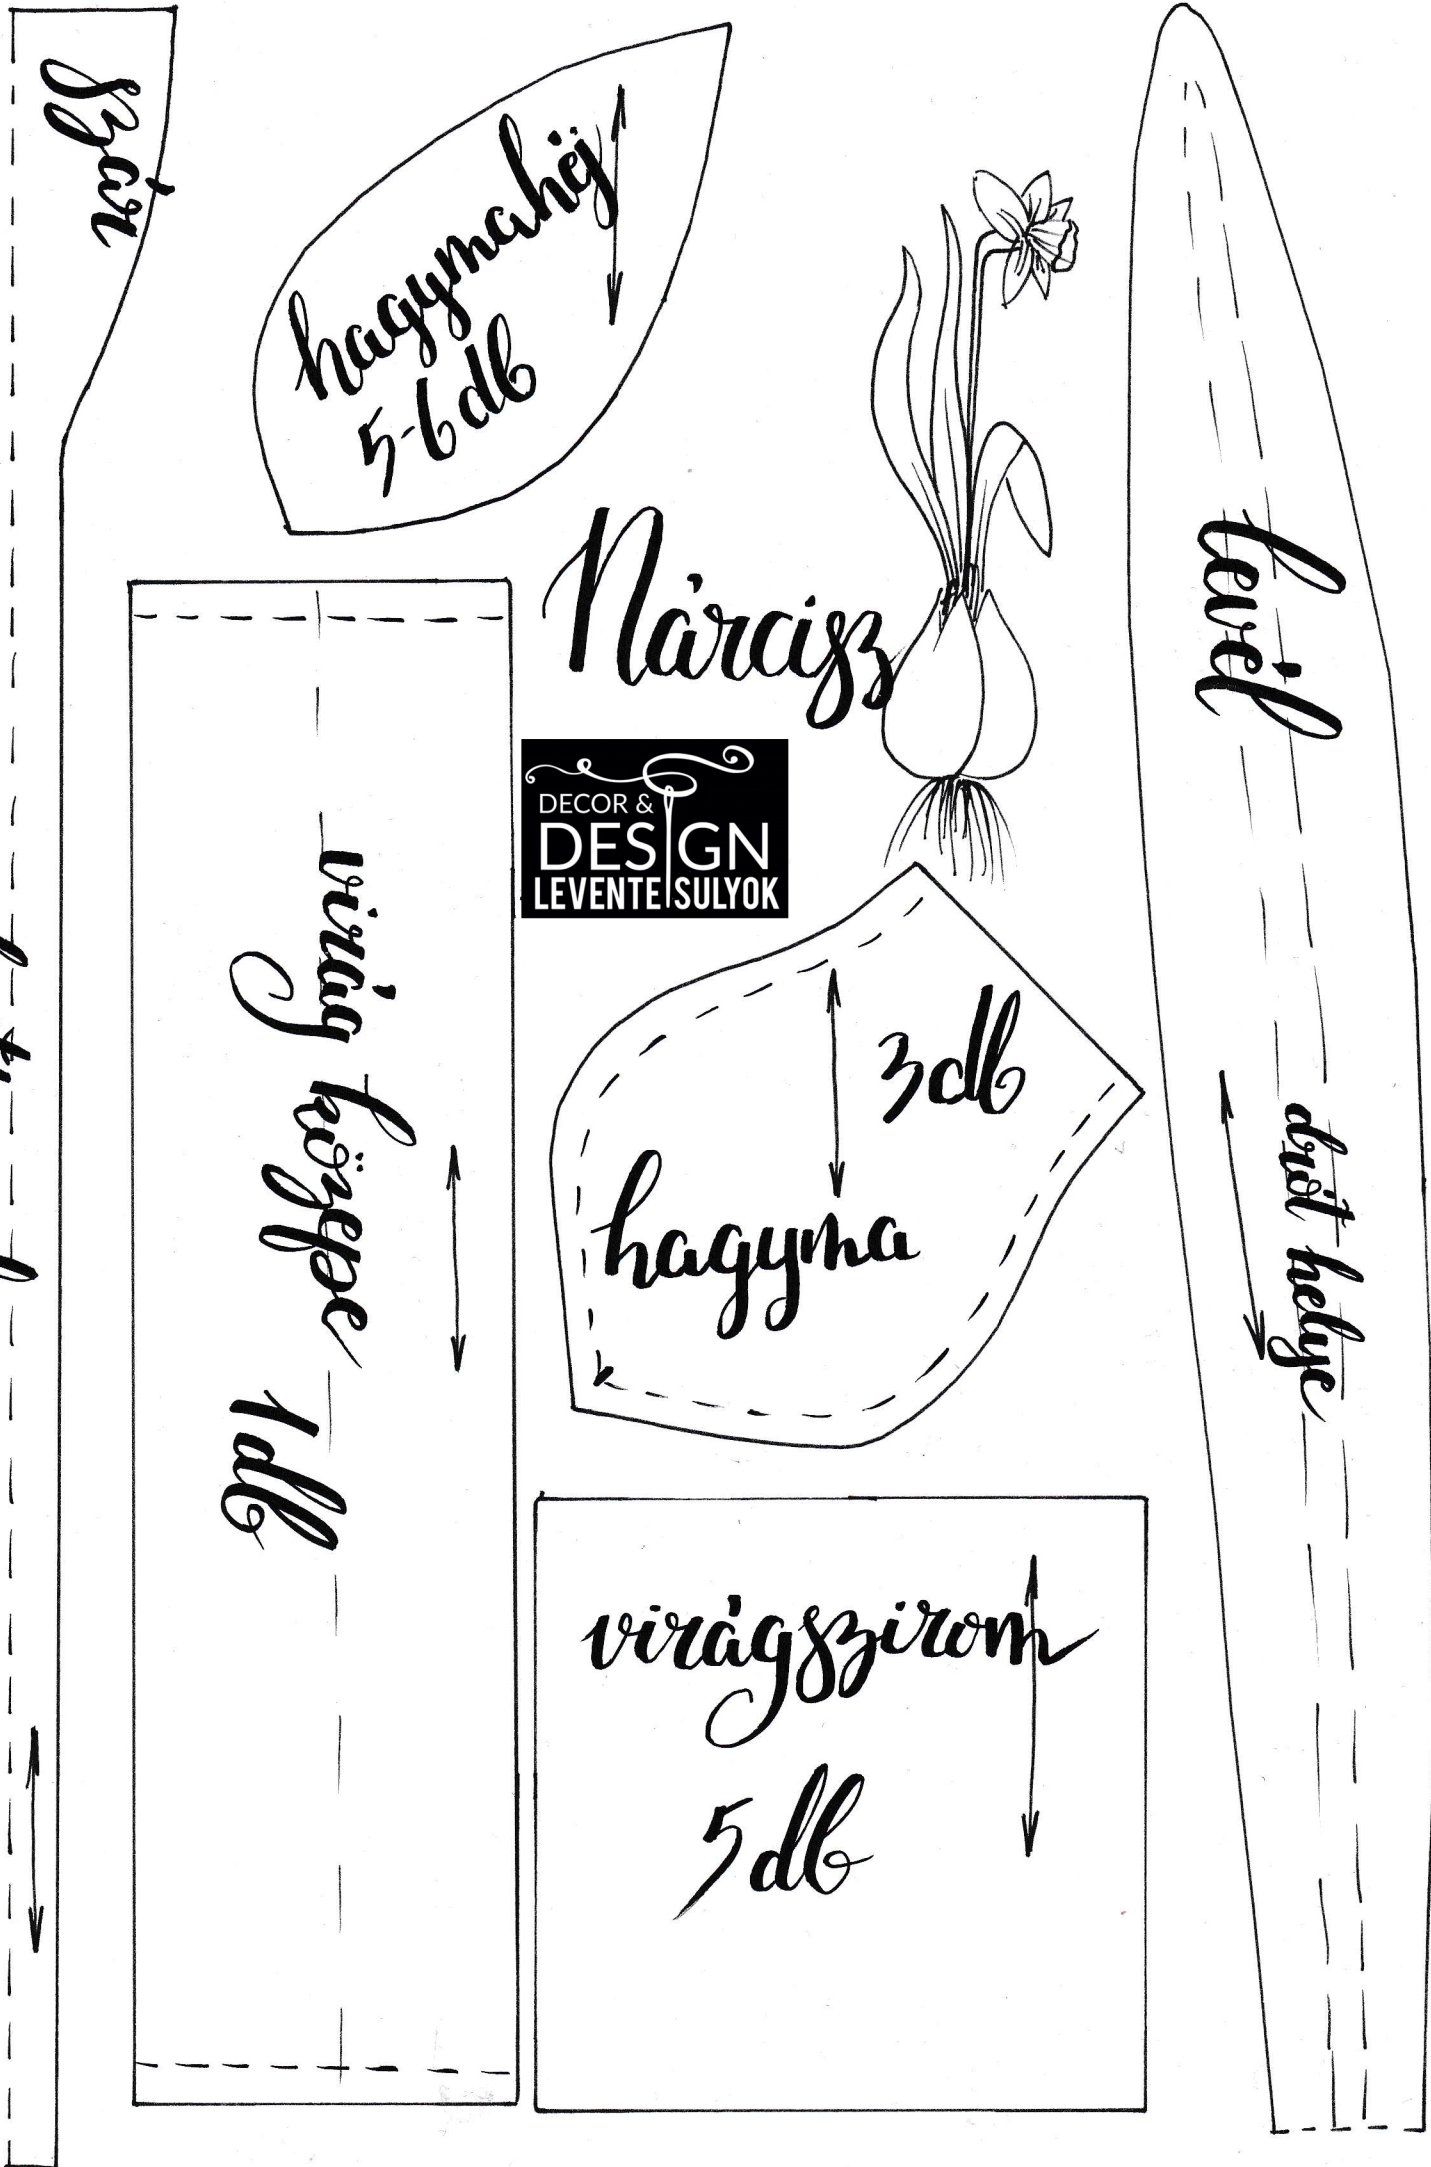 szár
hagymahéj
5-6db
Nárcisz
DECOR &
DESIGN
LEVENTE SULYOK
levél
drót helye
virág közepe 1db
3db
hagyma
virágszirom
5db